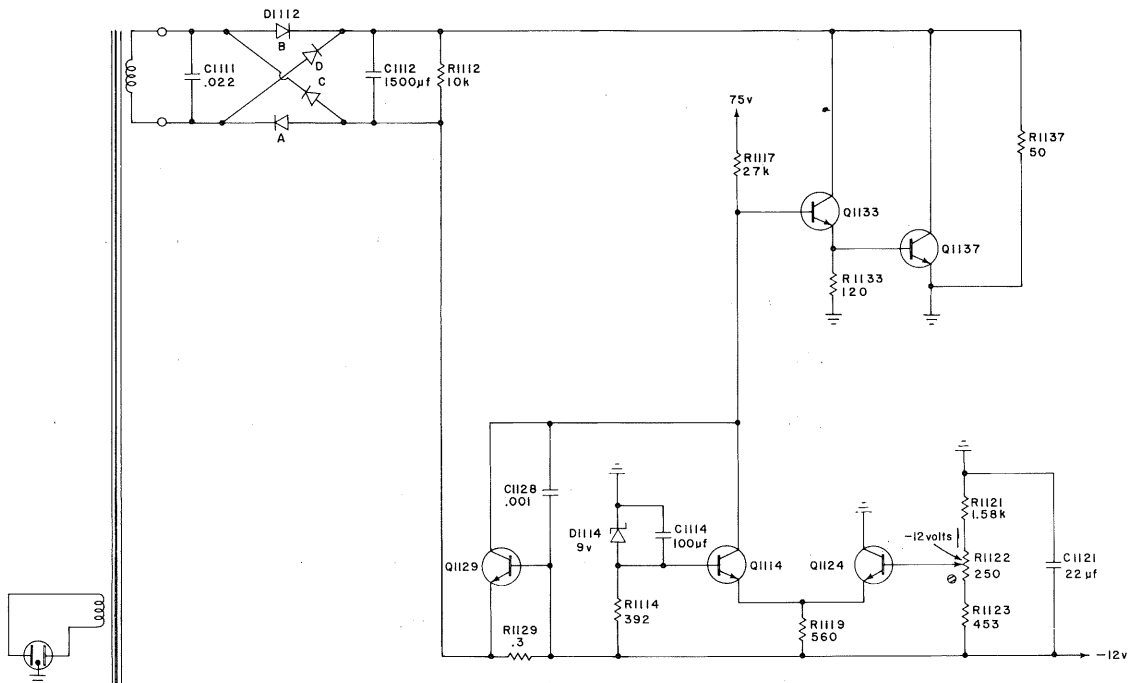 D1112
B
D
C
A
C1111
.022
C1112
1500µf
R1112
10k
75v
R1117
27k
Q1133
R1133
120
Q1137
R1137
50
C1128
.001
Q1129
R1129
.3
D1114
9v
C1114
100µf
R1114
392
Q1114
Q1124
R1119
560
-12volts
R1121
1.58k
R1122
250
R1123
453
C1121
22µf
-12v